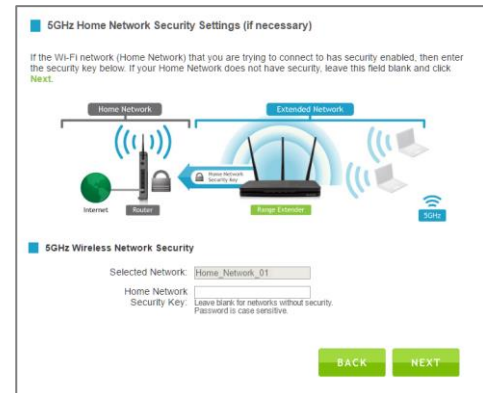 5GHz Home Network Security Settings (if necessary)
If the Wi-Fi network (Home Network) that you are trying to connect to has security enabled, then enter
the security key below. If your Home Network does not have security, leave this field blank and click
Next.
Home Network
Extended Network
Home Network
Security Key
Internet
Router
Range Extender
5GHz
5GHz Wireless Network Security
Selected Network: Home_Network_01
Home Network
Security Key:
Leave blank for networks without security.
Password is case sensitive.
BACK
NEXT